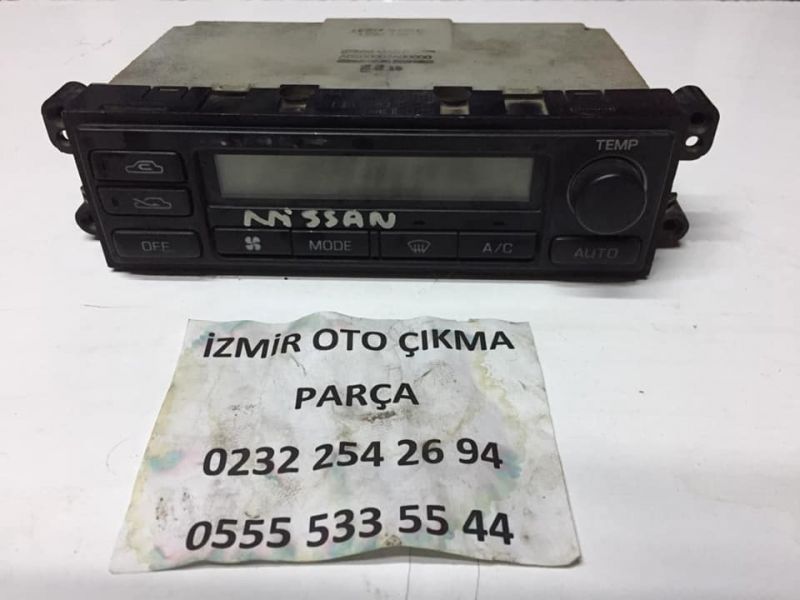 TEMP
NISSAN
OFF
MODE
A/C
AUTO
İZMİR OTO ÇIKMA
PARÇA
0232 254 26 94
0555 533 55 44